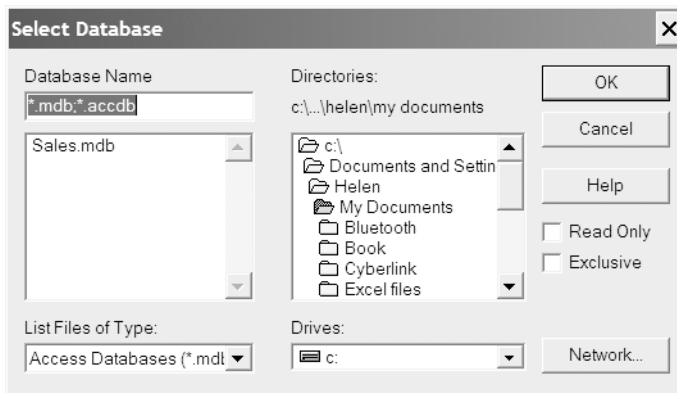 Select Database
Database Name
*.mdb;*.accdb
Sales.mdb
List Files of Type:
Access Databases (*.mdb
Directories:
c:\...\helen\my documents
c:\
Documents and Settin
Helen
My Documents
Bluetooth
Book
Cyberlink
Excel files
Drives:
c:
OK
Cancel
Help
Read Only
Exclusive
Network...